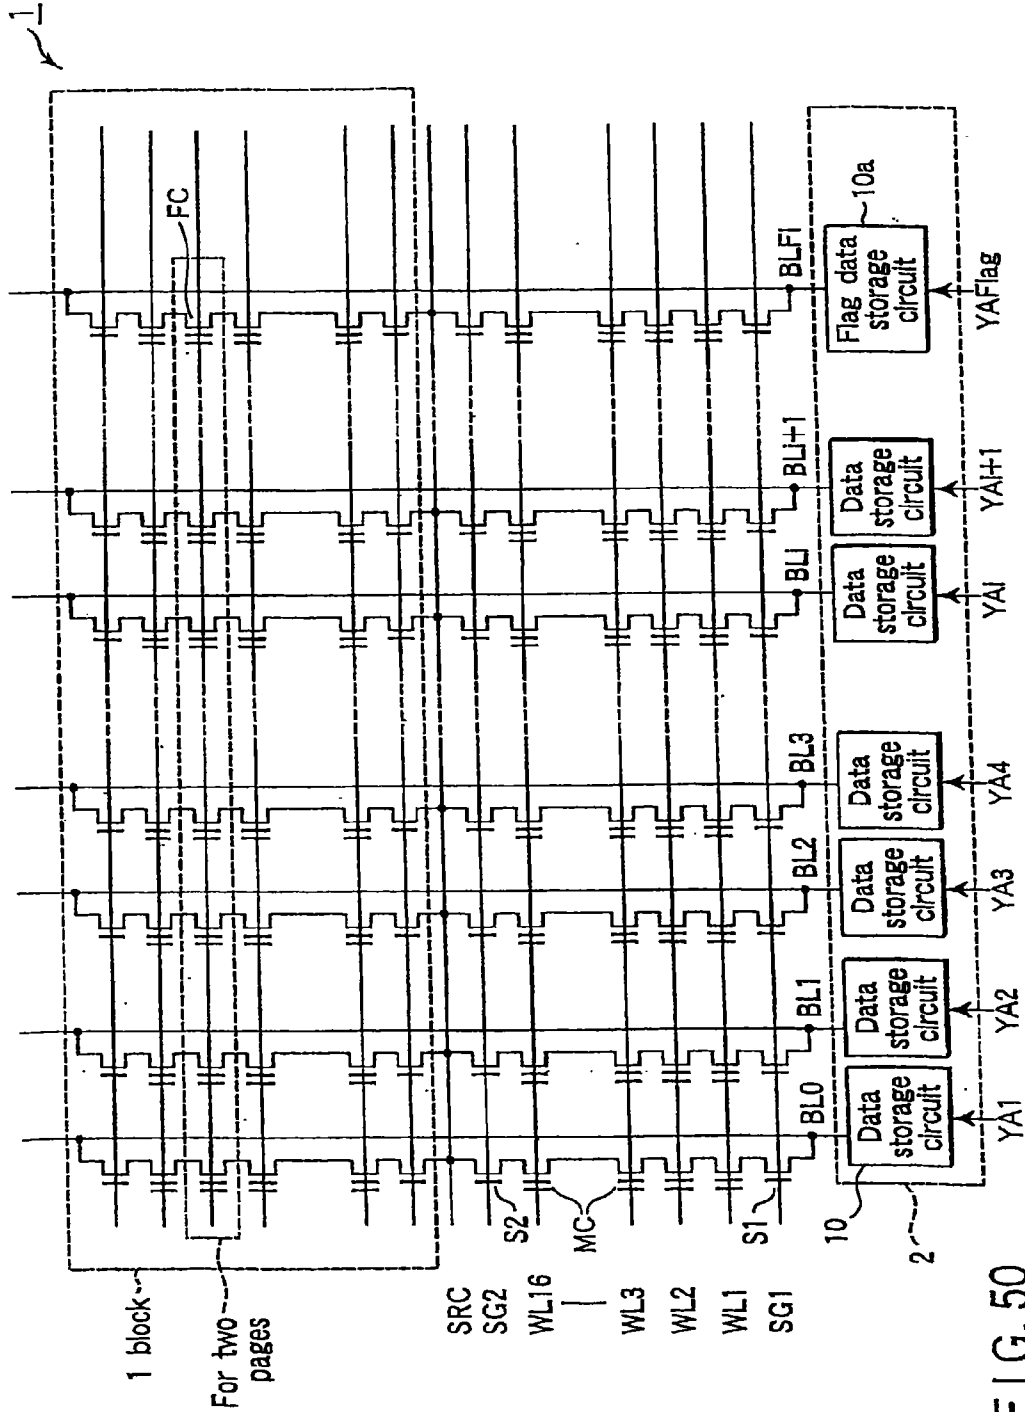 1
1 block
For two
pages
FC
SRC
SG2
WL16
WL3
WL2
WL1
SG1
S2
MC
S1
BL0
BL1
BL2
BL3
BLi
BLi+1
BLFi
10
Data
storage
circuit
Data
storage
circuit
Data
storage
circuit
Data
storage
circuit
Data
storage
circuit
Data
storage
circuit
Flag data
storage
circuit
10a
2
YA1
YA2
YA3
YA4
YAi
YAi+1
YAFlag
FIG. 50